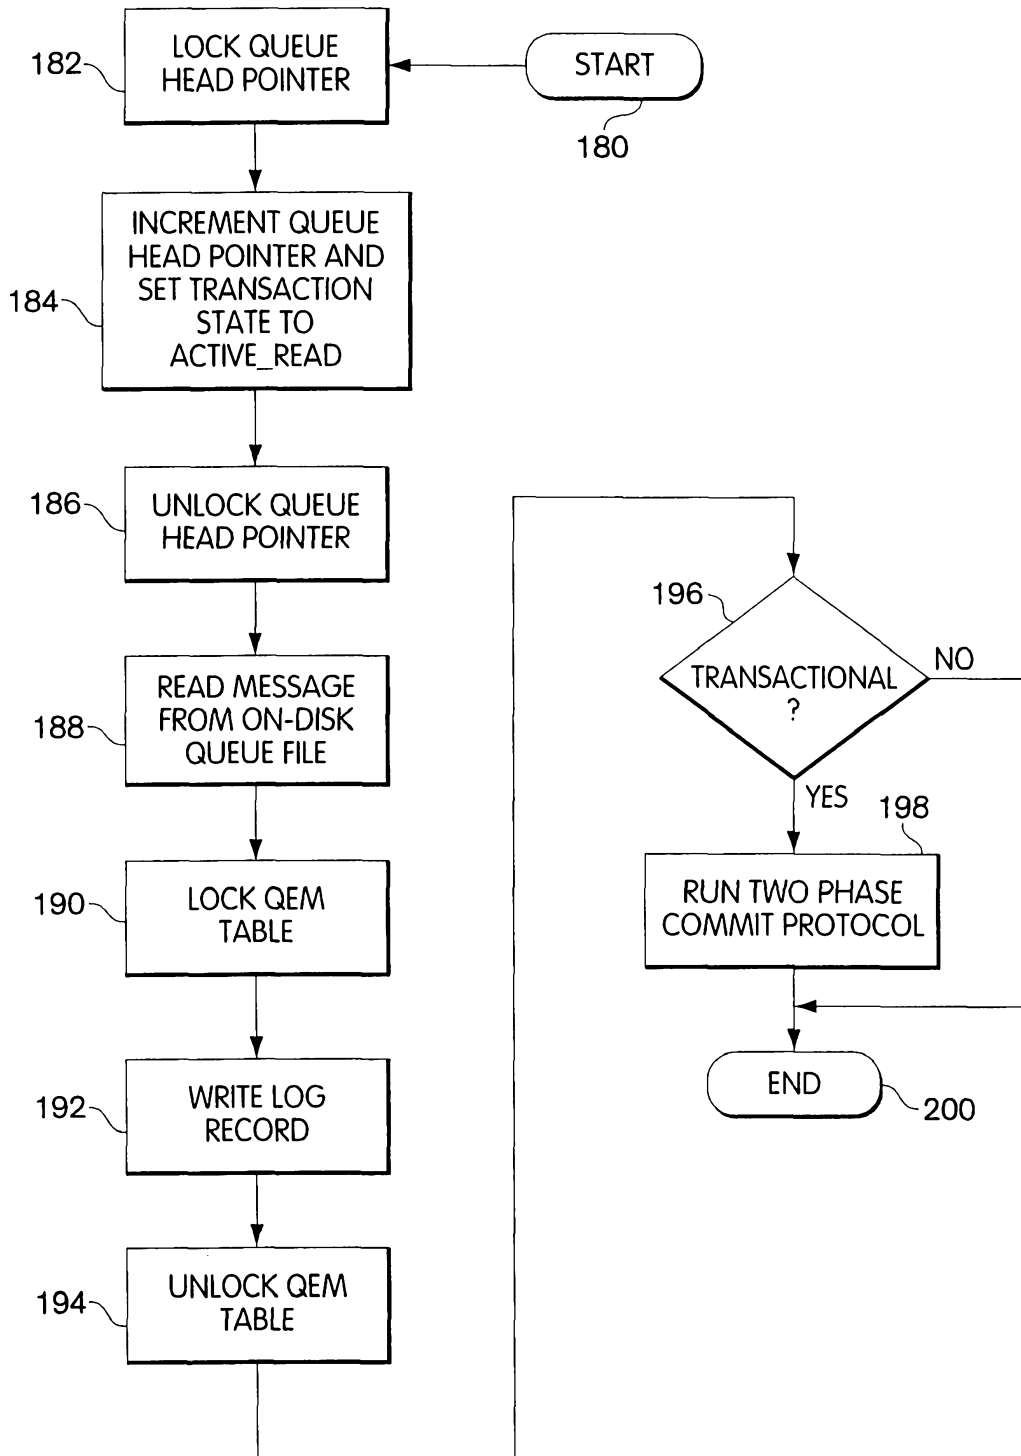 START
180
182
LOCK QUEUE
HEAD POINTER
184
INCREMENT QUEUE
HEAD POINTER AND
SET TRANSACTION
STATE TO
ACTIVE_READ
186
UNLOCK QUEUE
HEAD POINTER
188
READ MESSAGE
FROM ON-DISK
QUEUE FILE
190
LOCK QEM
TABLE
192
WRITE LOG
RECORD
194
UNLOCK QEM
TABLE
196
TRANSACTIONAL
?
NO
YES
198
RUN TWO PHASE
COMMIT PROTOCOL
END
200